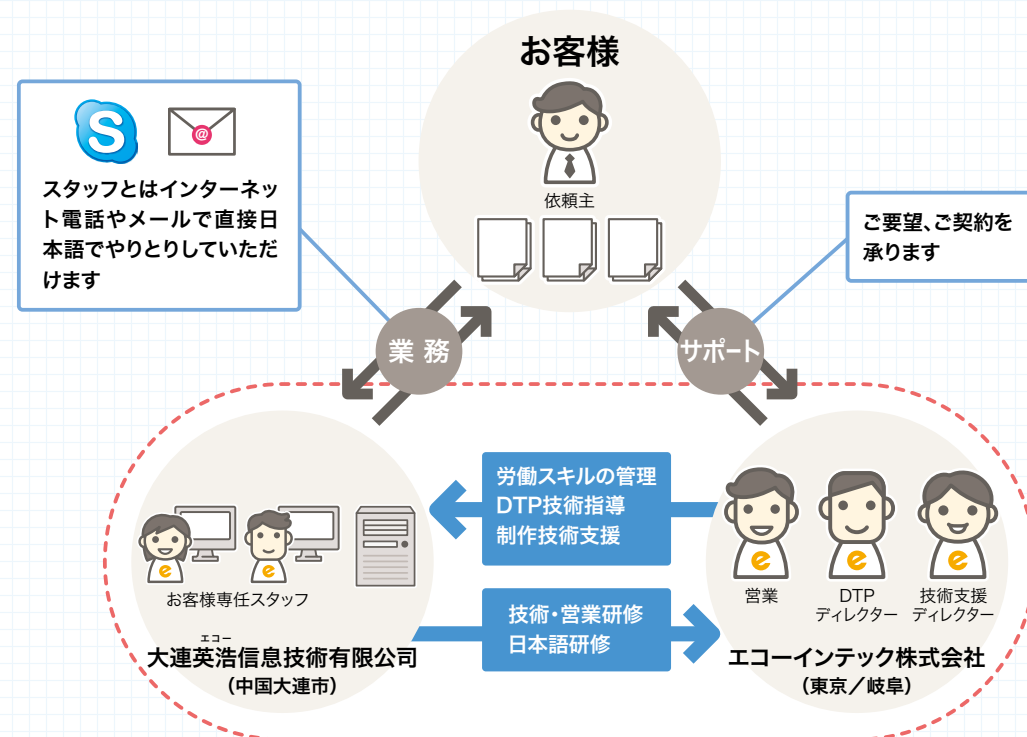 お客様
依頼主
スタッフとはインターネッ
ト電話やメールで直接日
本語でやりとりしていただ
けます
ご要望、ご契約を
承ります
業務
サポート
労働スキルの管理
DTP技術指導
制作技術支援
技術・営業研修
日本語研修
お客様専任スタッフ
エコー
大連英浩信息技術有限公司
（中国大連市）
営業
DTP
ディレクター
技術支援
ディレクター
エコーインテック株式会社
（東京／岐阜）
S
@
e
e
e
e
e